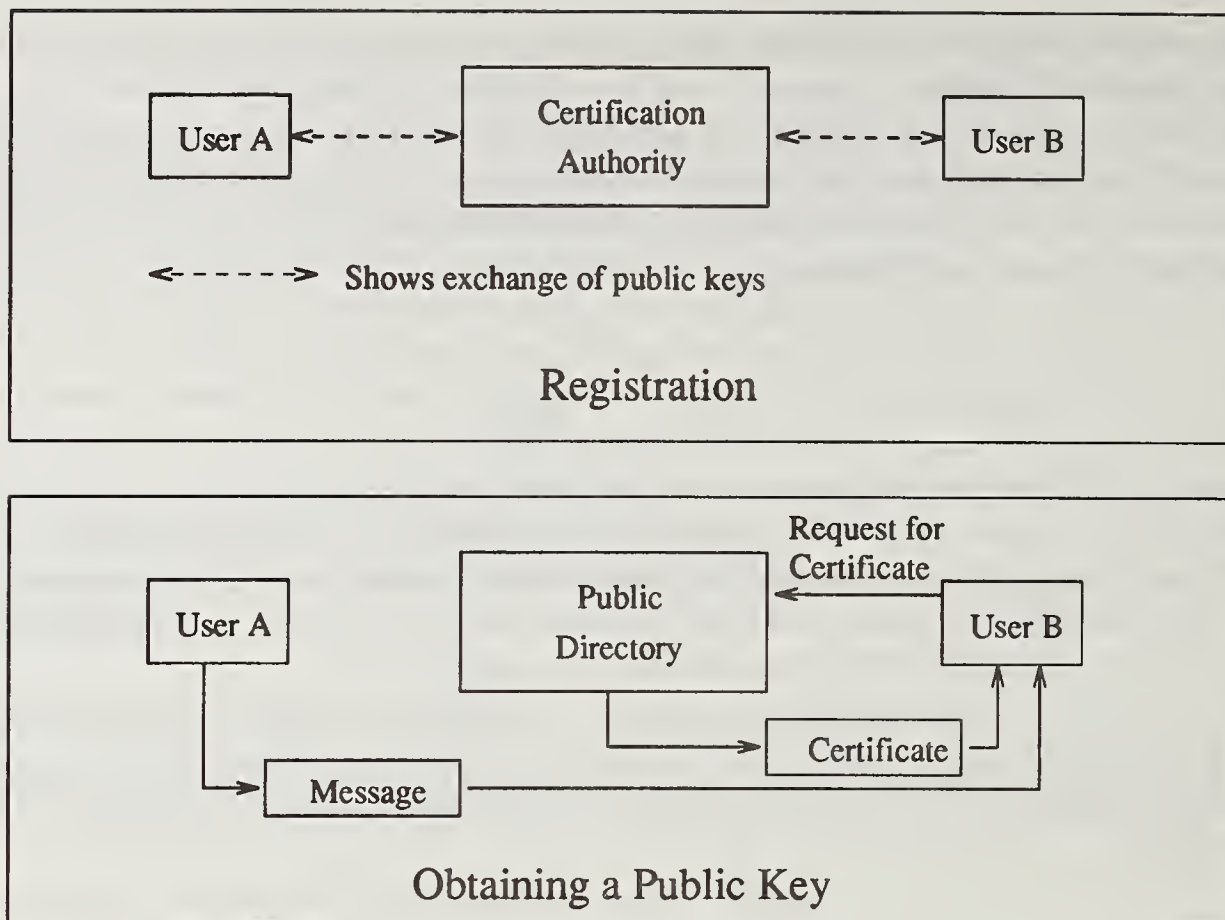 User A
Certification
Authority
User B
Shows exchange of public keys
Registration
Request for
Certificate
User A
Public
Directory
User B
Certificate
Message
Obtaining a Public Key